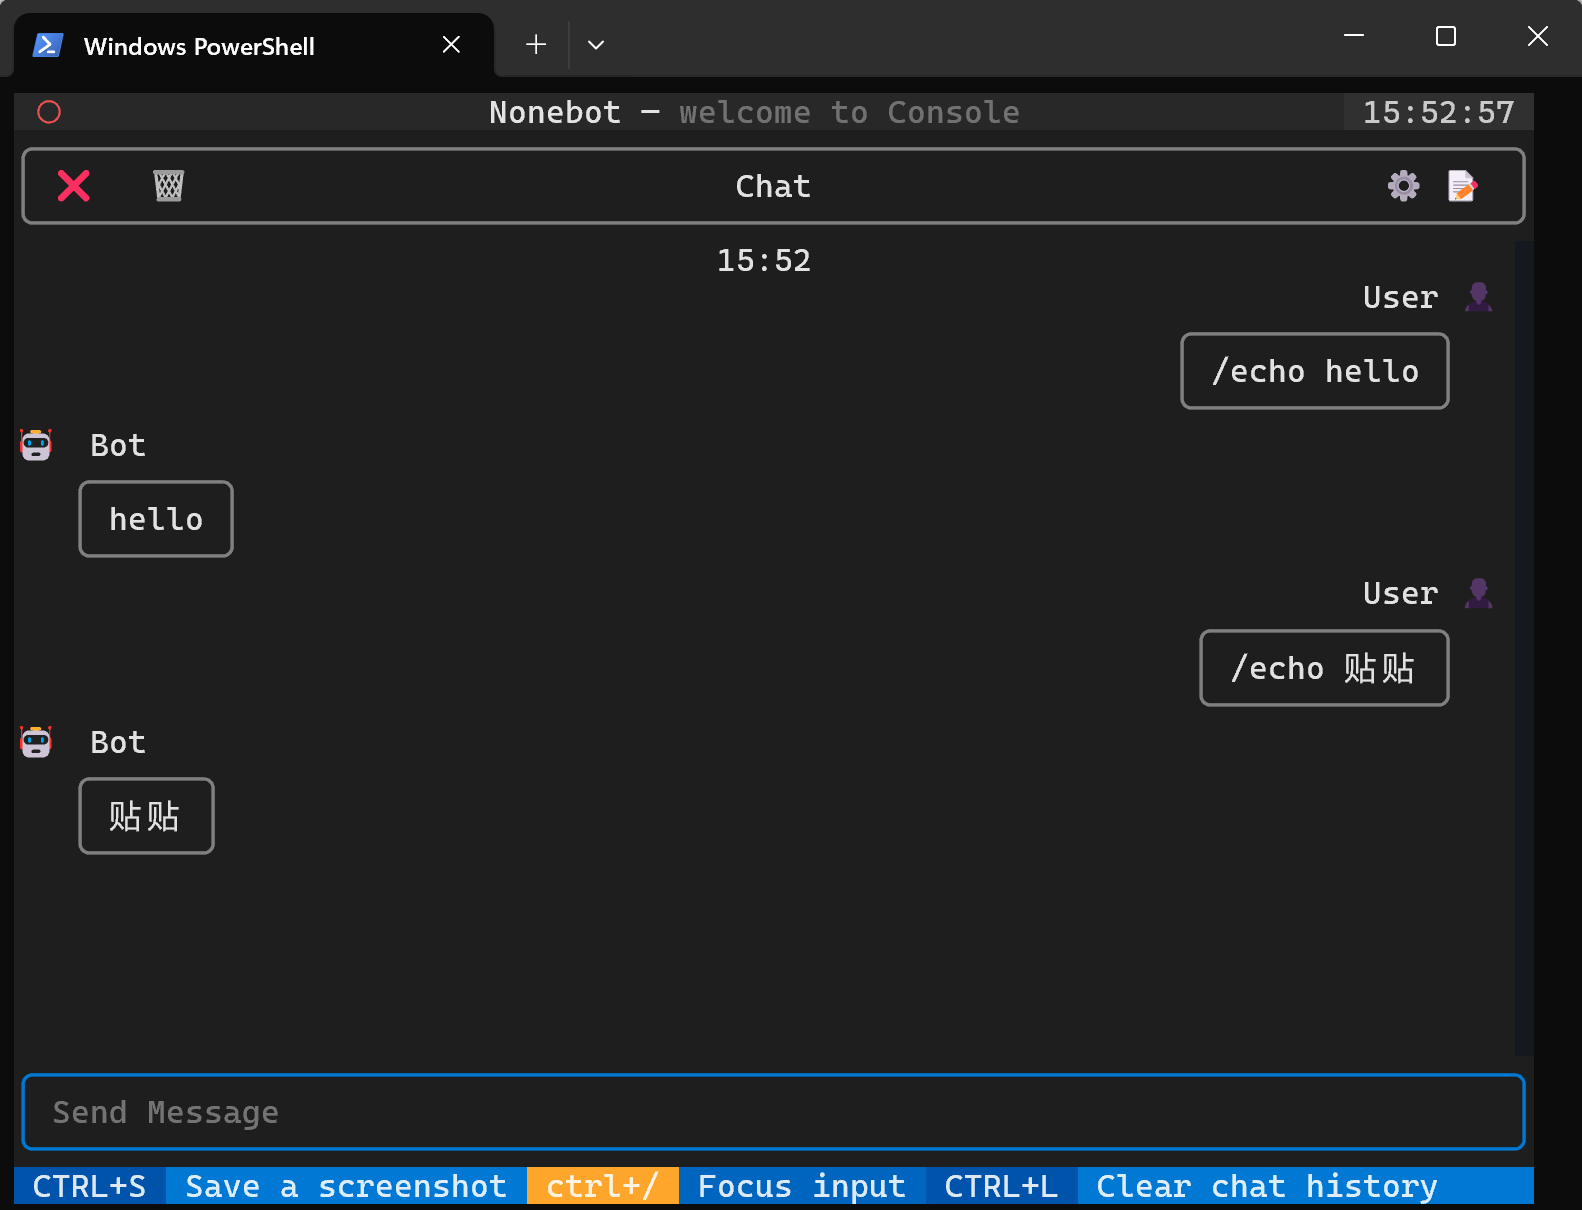 Windows PowerShell
Nonebot — welcome to Console 15:52:57
Chat
15:52
User
/echo hello
Bot
hello
User
/echo 贴贴
Bot
贴贴
Send Message
CTRL+S Save a screenshot ctrl+/ Focus input CTRL+L Clear chat history